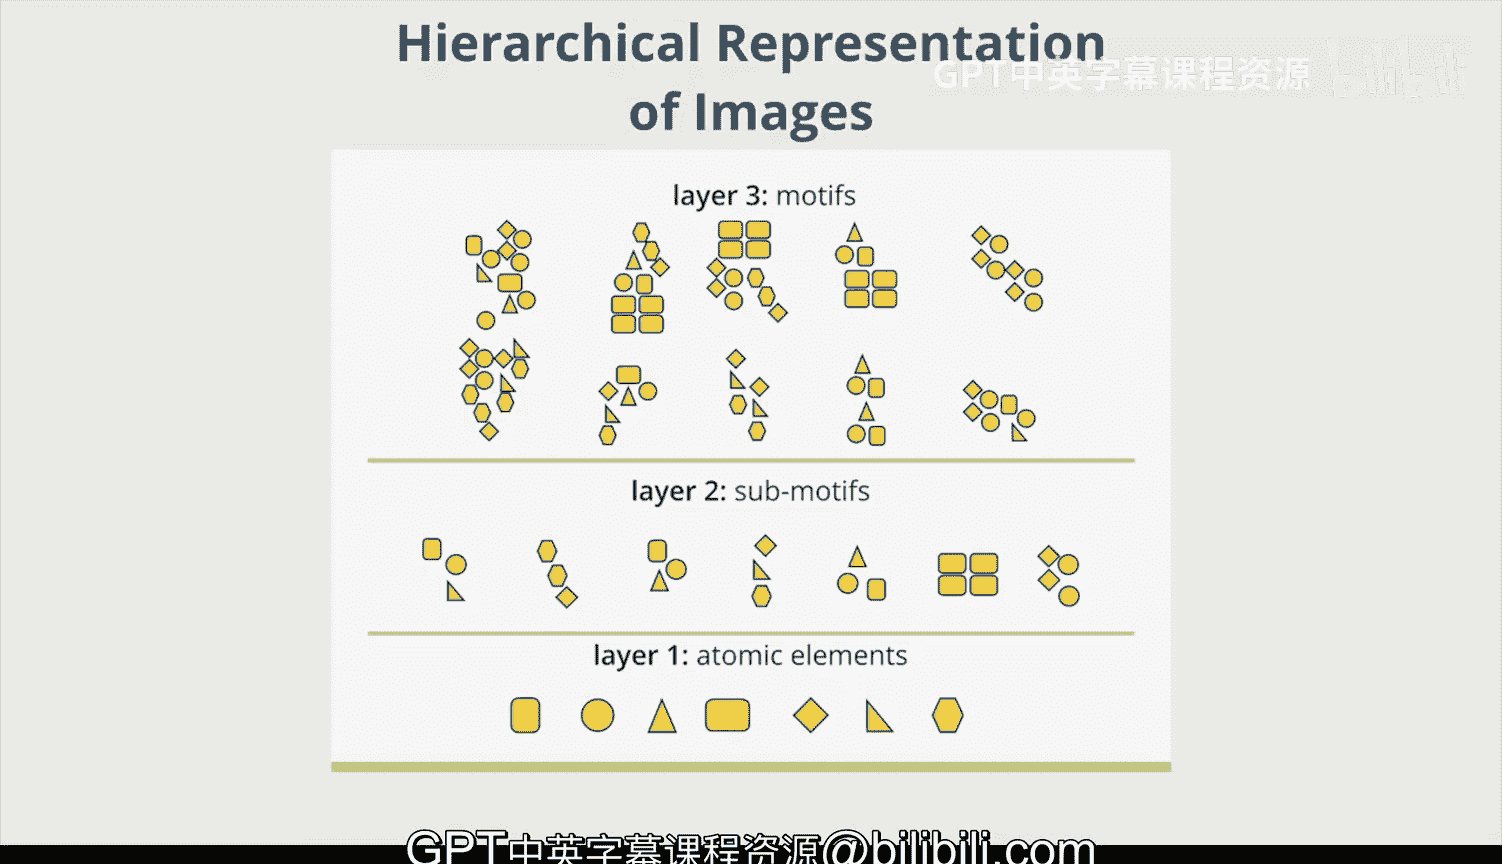 Hierarchical Representation
of Images
GPT中英字幕课程资源
layer 3: motifs
layer 2: sub-motifs
layer 1: atomic elements
GPT中英字幕课程资源@bilibili.com